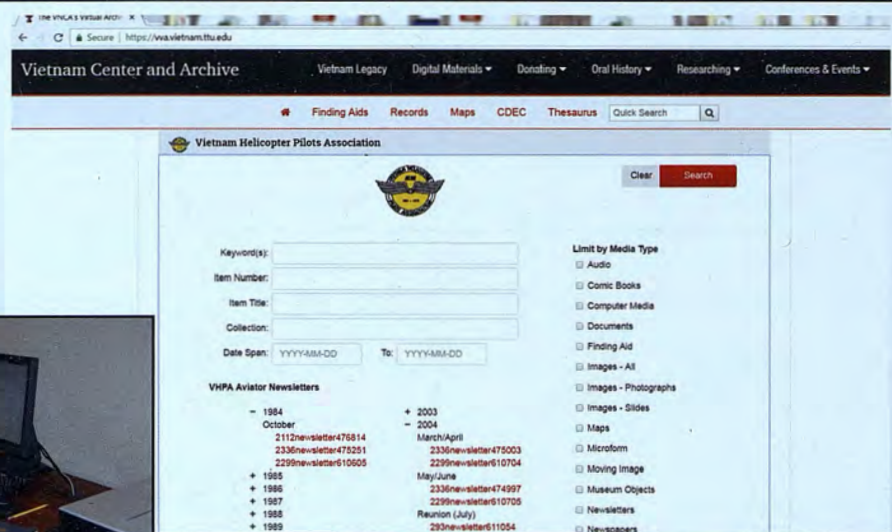 The VNCA's Virtual Archi
Secure | https://vva.vietnam.ttu.edu
Vietnam Center and Archive
Vietnam Legacy
Digital Materials
Donating
Oral History
Researching
Conferences & Events
Finding Aids
Records
Maps
CDEC
Thesaurus
Quick Search
Vietnam Helicopter Pilots Association
Clear
Search
Keyword(s):
Item Number:
Item Title:
Collection:
Date Span: YYYY-MM-DD To: YYYY-MM-DD
VHPA Aviator Newsletters
− 1984
October
2112newsletter476814
2336newsletter475251
2299newsletter610605
+ 1985
+ 1986
+ 1987
+ 1988
+ 1989
+ 2003
− 2004
March/April
2336newsletter475003
2299newsletter610704
May/June
2336newsletter474997
2299newsletter610705
Reunion (July)
293newsletter611054
Limit by Media Type
Audio
Comic Books
Computer Media
Documents
Finding Aid
Images - All
Images - Photographs
Images - Slides
Maps
Microform
Moving Image
Museum Objects
Newsletters
Newspapers